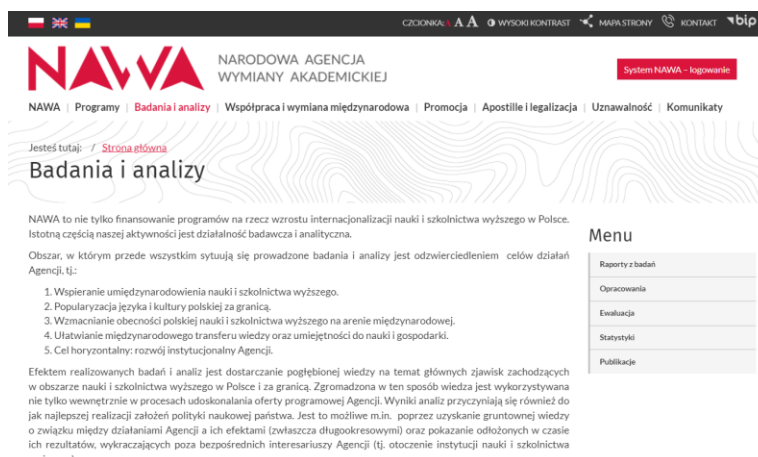 CZCIONKA: A A A WYSOKI KONTRAST MAPA STRONY KONTAKT bip
NAWA NARODOWA AGENCJA
WYMIANY AKADEMICKIEJ
System NAWA – logowanie
NAWA | Programy | Badania i analizy | Współpraca i wymiana międzynarodowa | Promocja | Apostille i legalizacja | Uznawalność | Komunikaty
Jesteś tutaj: / Strona główna
Badania i analizy
NAWA to nie tylko finansowanie programów na rzecz wzrostu internacjonalizacji nauki i szkolnictwa wyższego w Polsce.
Istotną częścią naszej aktywności jest działalność badawcza i analityczna.
Obszar, w którym przede wszystkim sytuują się prowadzone badania i analizy jest odzwierciedleniem celów działań
Agencji, tj.:
1. Wspieranie umiędzynarodowienia nauki i szkolnictwa wyższego.
2. Popularyzacja języka i kultury polskiej za granicą.
3. Wzmacnianie obecności polskiej nauki i szkolnictwa wyższego na arenie międzynarodowej.
4. Ułatwianie międzynarodowego transferu wiedzy oraz umiejętności do nauki i gospodarki.
5. Cel horyzontalny: rozwój instytucjonalny Agencji.
Efektem realizowanych badań i analiz jest dostarczanie pogłębionej wiedzy na temat głównych zjawisk zachodzących
w obszarze nauki i szkolnictwa wyższego w Polsce i za granicą. Zgromadzona w ten sposób wiedza jest wykorzystywana
nie tylko wewnętrznie w procesach udoskonalania oferty programowej Agencji. Wyniki analiz przyczyniają się również do
jak najlepszej realizacji założeń polityki naukowej państwa. Jest to możliwe m.in. poprzez uzyskanie gruntownej wiedzy
o związku między działaniami Agencji a ich efektami (zwłaszcza długookresowymi) oraz pokazanie odłożonych w czasie
ich rezultatów, wykraczających poza bezpośrednich interesariuszy Agencji (tj. otoczenie instytucji nauki i szkolnictwa
Menu
Raporty z badań
Opracowania
Ewaluacja
Statystyki
Publikacje